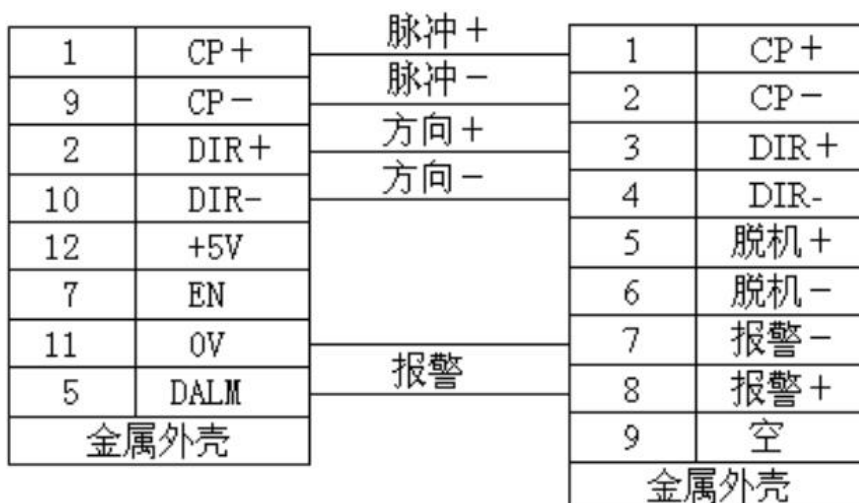 脉冲＋
1 CP＋ 1 CP＋
脉冲－
9 CP－ 2 CP－
方向＋
2 DIR＋ 3 DIR＋
方向－
10 DIR- 4 DIR-
12 +5V 5 脱机＋
7 EN 6 脱机－
11 0V 7 报警－
报警
5 DALM 8 报警＋
金属外壳 9 空
金属外壳